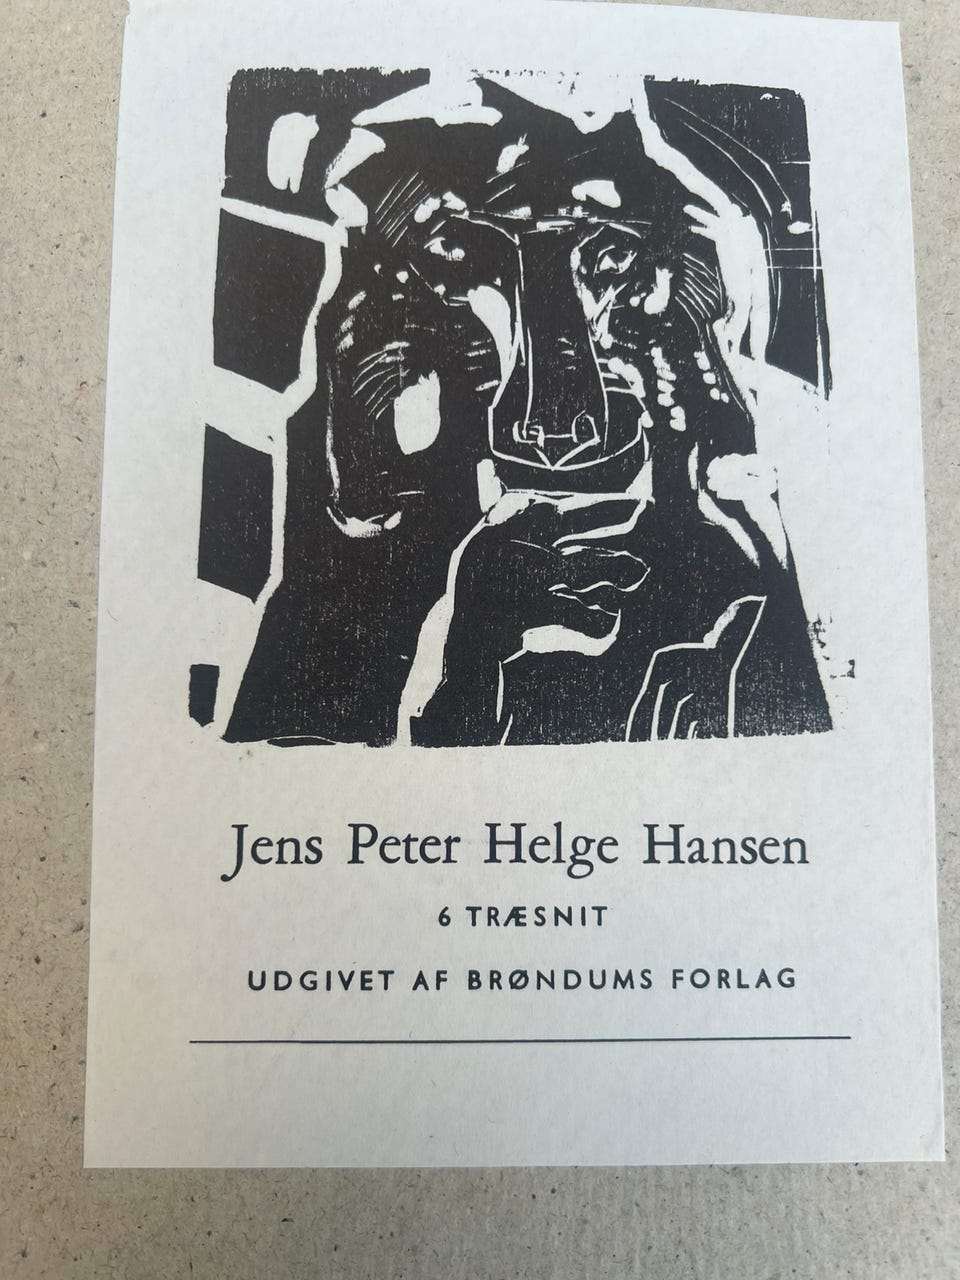 Jens Peter Helge Hansen
6 TRÆSNIT
UDGIVET AF BRØNDUMS FORLAG